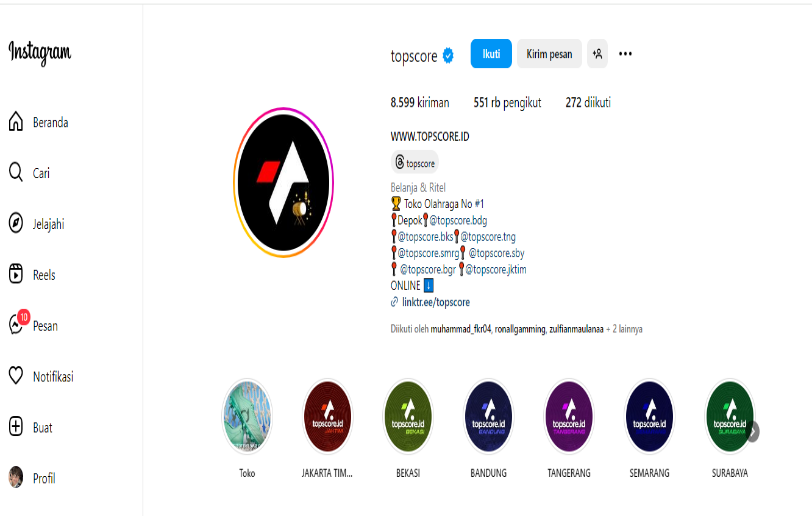 Instagram
Beranda
Cari
Jelajahi
Reels
10
Pesan
Notifikasi
Buat
Profil
topscore Ikuti Kirim pesan
8.599 kiriman 551 rb pengikut 272 diikuti
WWW.TOPSCORE.ID
topscore
Belanja & Ritel
🏆 Toko Olahraga No #1
📍Depok📍@topscore.bdg
📍@topscore.bks📍@topscore.tng
📍@topscore.smrg📍 @topscore.sby
📍 @topscore.bgr 📍@topscore.jktim
ONLINE ⬇️
linktr.ee/topscore
Diikuti oleh muhammad_fkr04, ronallgamming, zulfianmaulanaa + 2 lainnya
topscore.id JAKTIM
topscore.id BEKASI
topscore.id BANDUNG
topscore.id TANGERANG
topscore.id
topscore.id SURABAYA
Toko JAKARTA TIM... BEKASI BANDUNG TANGERANG SEMARANG SURABAYA